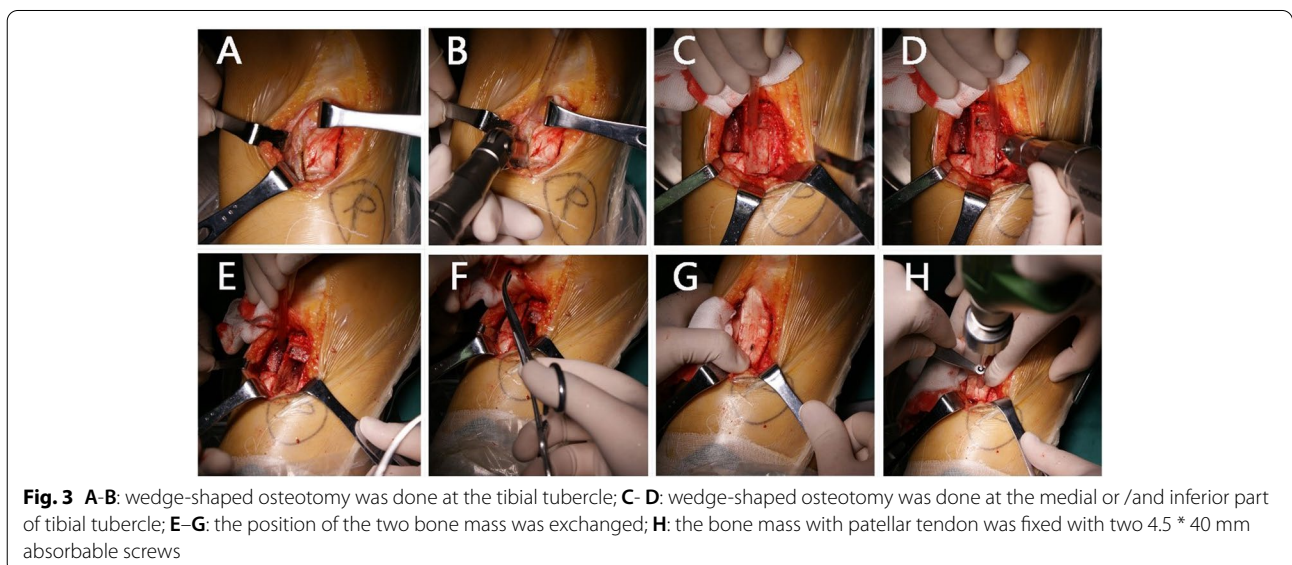 A B C D
E F G H
Fig. 3 A-B: wedge-shaped osteotomy was done at the tibial tubercle; C- D: wedge-shaped osteotomy was done at the medial or /and inferior part
of tibial tubercle; E–G: the position of the two bone mass was exchanged; H: the bone mass with patellar tendon was fixed with two 4.5 * 40 mm
absorbable screws